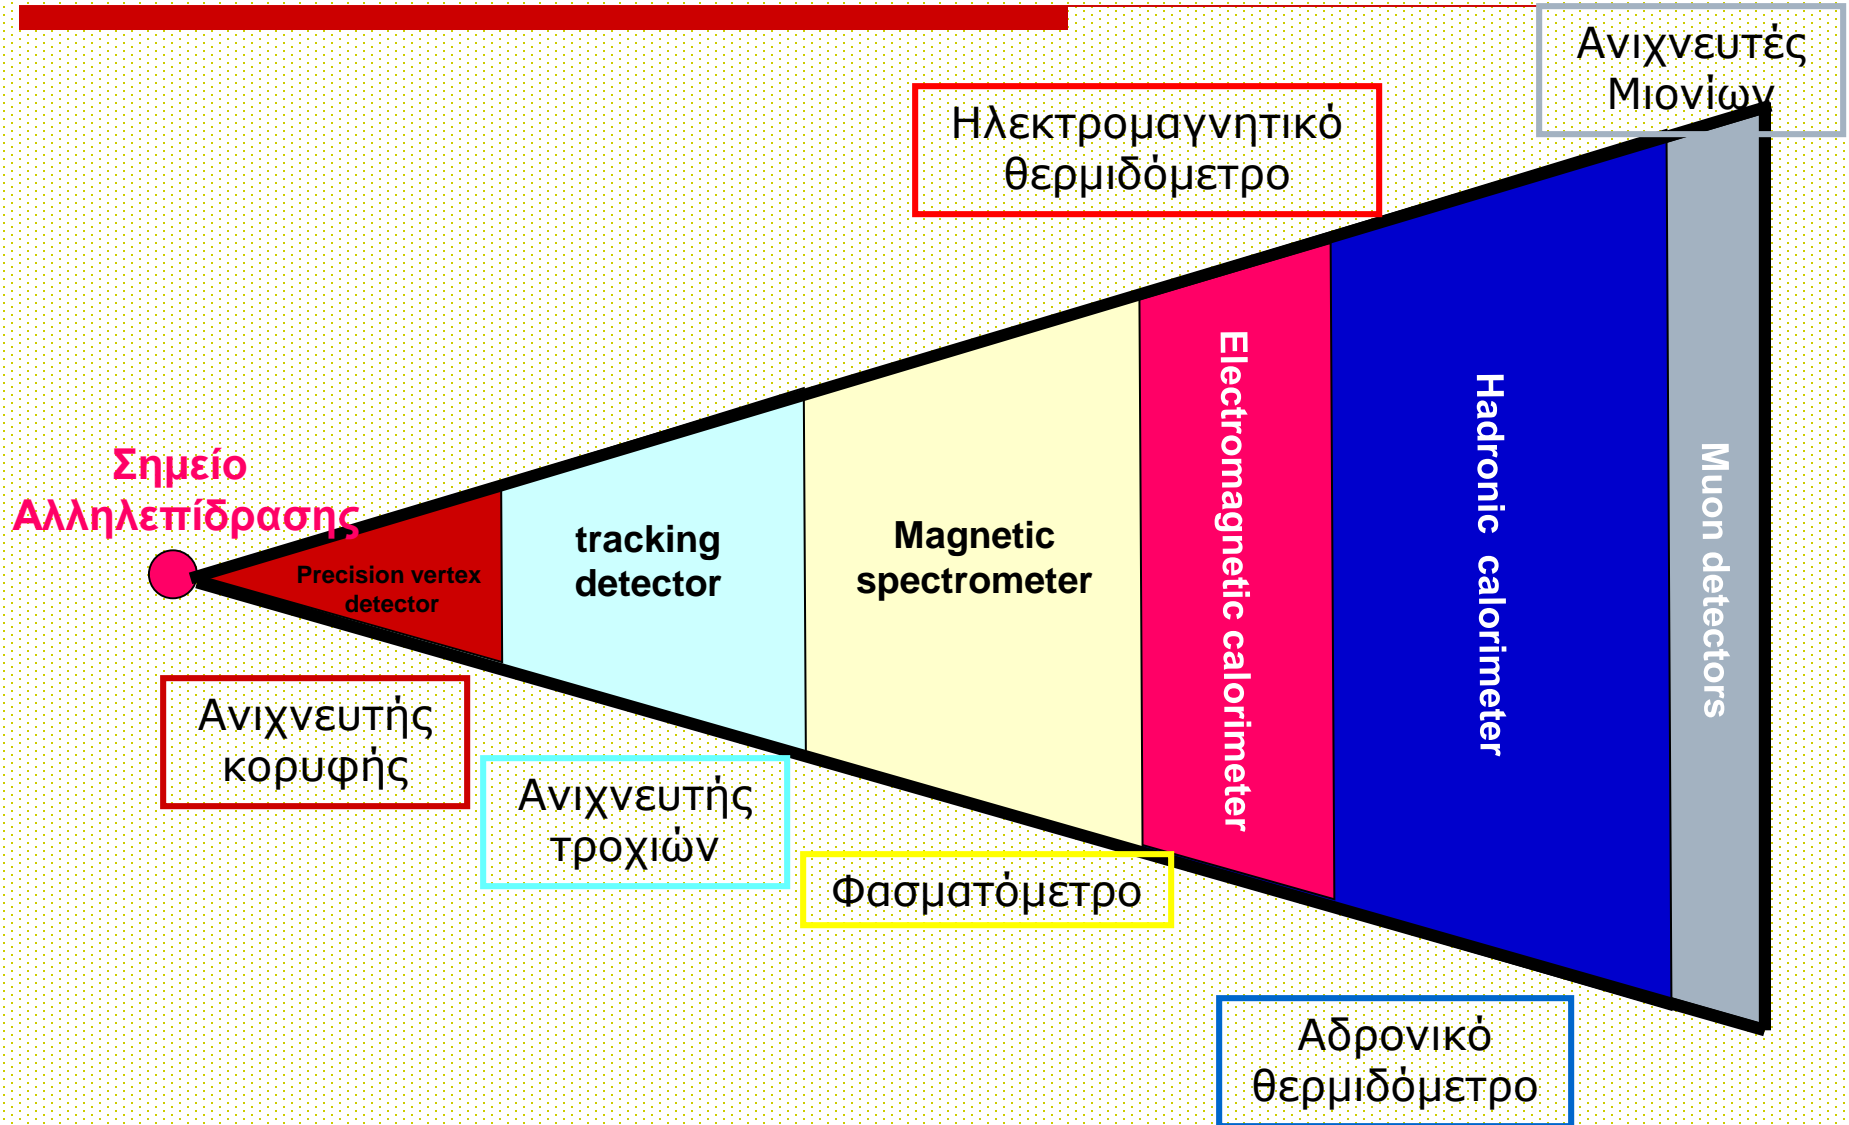 Ανιχνευτές
Μιονίων
Ηλεκτρομαγνητικό
θερμιδόμετρο
Σημείο
Αλληλεπίδρασης
Precision vertex
detector
tracking
detector
Magnetic
spectrometer
Electromagnetic calorimeter
Hadronic calorimeter
Muon detectors
Ανιχνευτής
κορυφής
Ανιχνευτής
τροχιών
Φασματόμετρο
Αδρονικό
θερμιδόμετρο